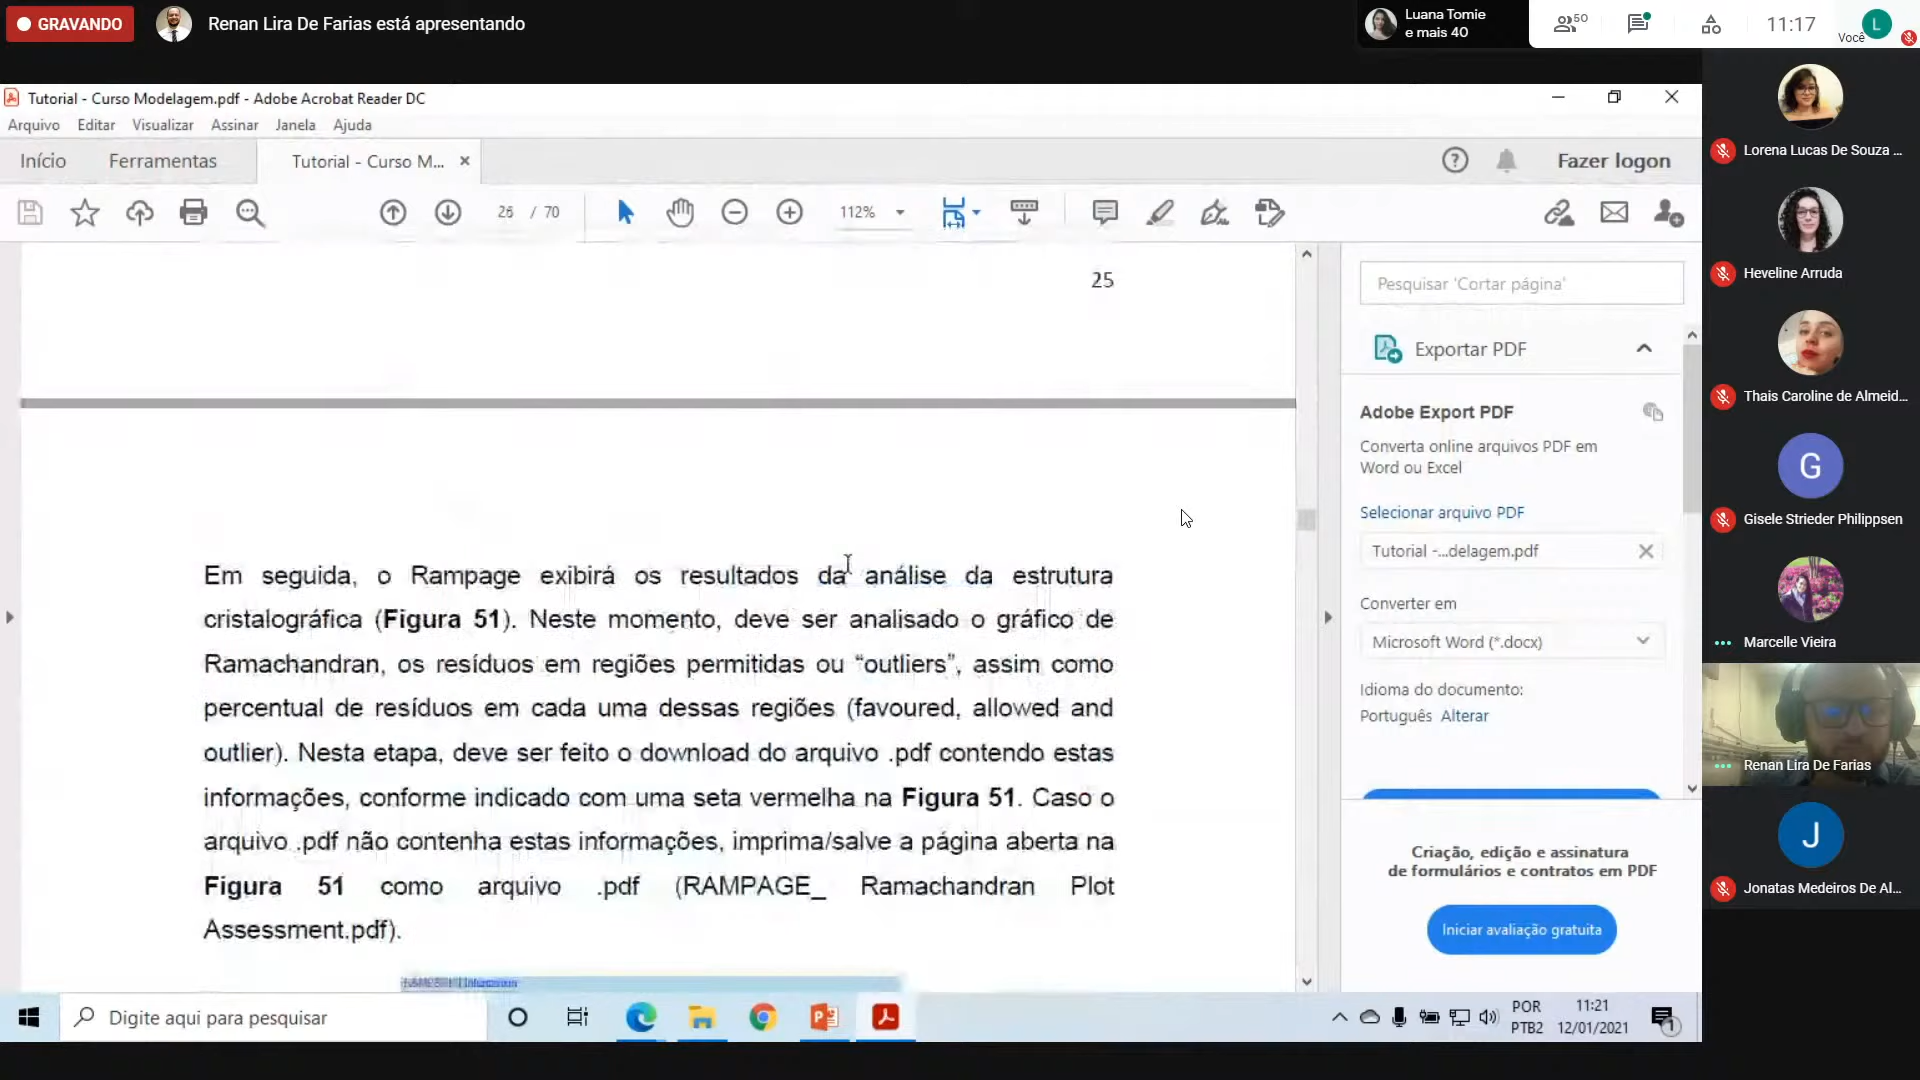 GRAVANDO
Renan Lira De Farias está apresentando
Luana Tomie
e mais 40
50
11:17
Você
L
Tutorial - Curso Modelagem.pdf - Adobe Acrobat Reader DC
Arquivo Editar Visualizar Assinar Janela Ajuda
Início Ferramentas Tutorial - Curso M... Fazer logon
26 / 70 112%
25
Em seguida, o Rampage exibirá os resultados da análise da estrutura
cristalográfica (Figura 51). Neste momento, deve ser analisado o gráfico de
Ramachandran, os resíduos em regiões permitidas ou “outliers”, assim como
percentual de resíduos em cada uma dessas regiões (favoured, allowed and
outlier). Nesta etapa, deve ser feito o download do arquivo .pdf contendo estas
informações, conforme indicado com uma seta vermelha na Figura 51. Caso o
arquivo .pdf não contenha estas informações, imprima/salve a página aberta na
Figura 51 como arquivo .pdf (RAMPAGE_ Ramachandran Plot
Assessment.pdf).
Pesquisar 'Cortar página'
Exportar PDF
Adobe Export PDF
Converta online arquivos PDF em
Word ou Excel
Selecionar arquivo PDF
Tutorial -...delagem.pdf
Converter em
Microsoft Word (*.docx)
Idioma do documento:
Português Alterar
Criação, edição e assinatura
de formulários e contratos em PDF
Iniciar avaliação gratuita
Lorena Lucas De Souza ...
Heveline Arruda
Thais Caroline de Almeid...
G
Gisele Strieder Philippsen
Marcelle Vieira
Renan Lira De Farias
J
Jonatas Medeiros De Al...
Digite aqui para pesquisar
POR
PTB2
11:21
12/01/2021
1